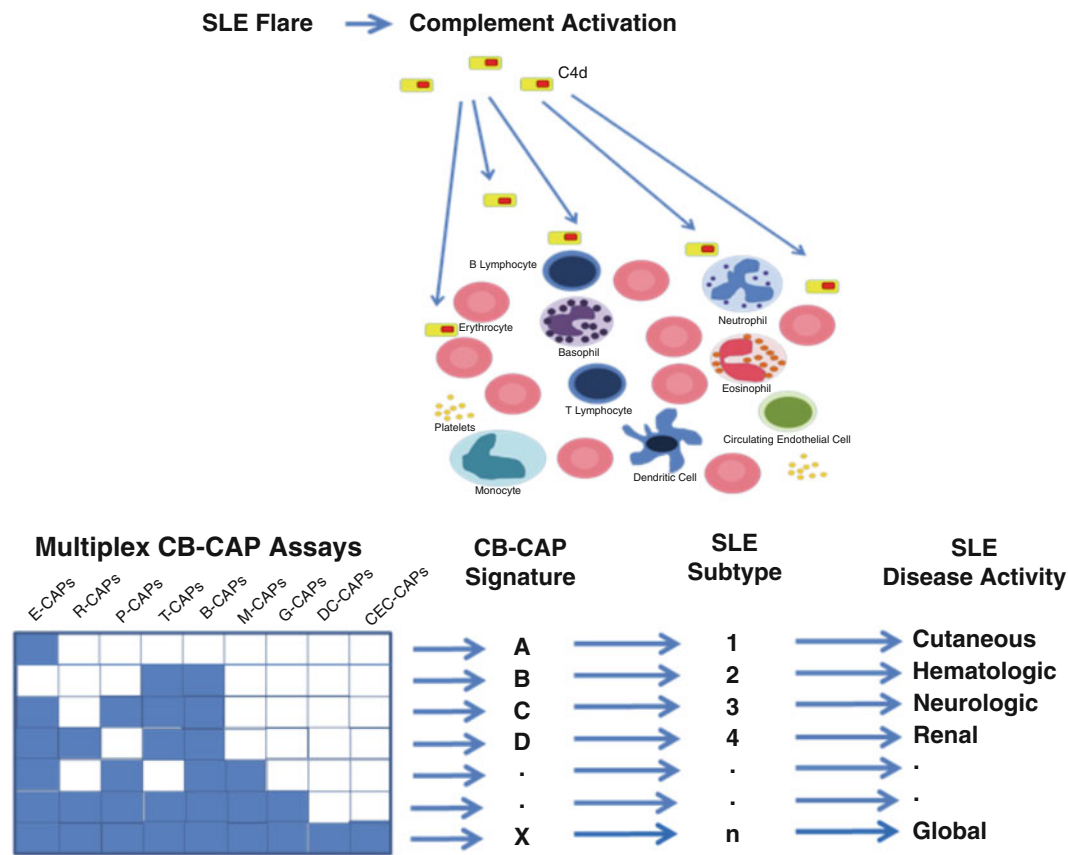 SLE Flare Complement Activation
C4d
B Lymphocyte
Erythrocyte
Neutrophil
Basophil
Eosinophil
T Lymphocyte
Platelets
Circulating Endothelial Cell
Dendritic Cell
Monocyte
Multiplex CB-CAP Assays
CB-CAP
Signature
SLE
Subtype
SLE
Disease Activity
E-CAPs R-CAPs P-CAPs T-CAPs B-CAPs M-CAPs G-CAPs DC-CAPs CEC-CAPs
A 1 Cutaneous
B 2 Hematologic
C 3 Neurologic
D 4 Renal
. . .
. . .
X n Global